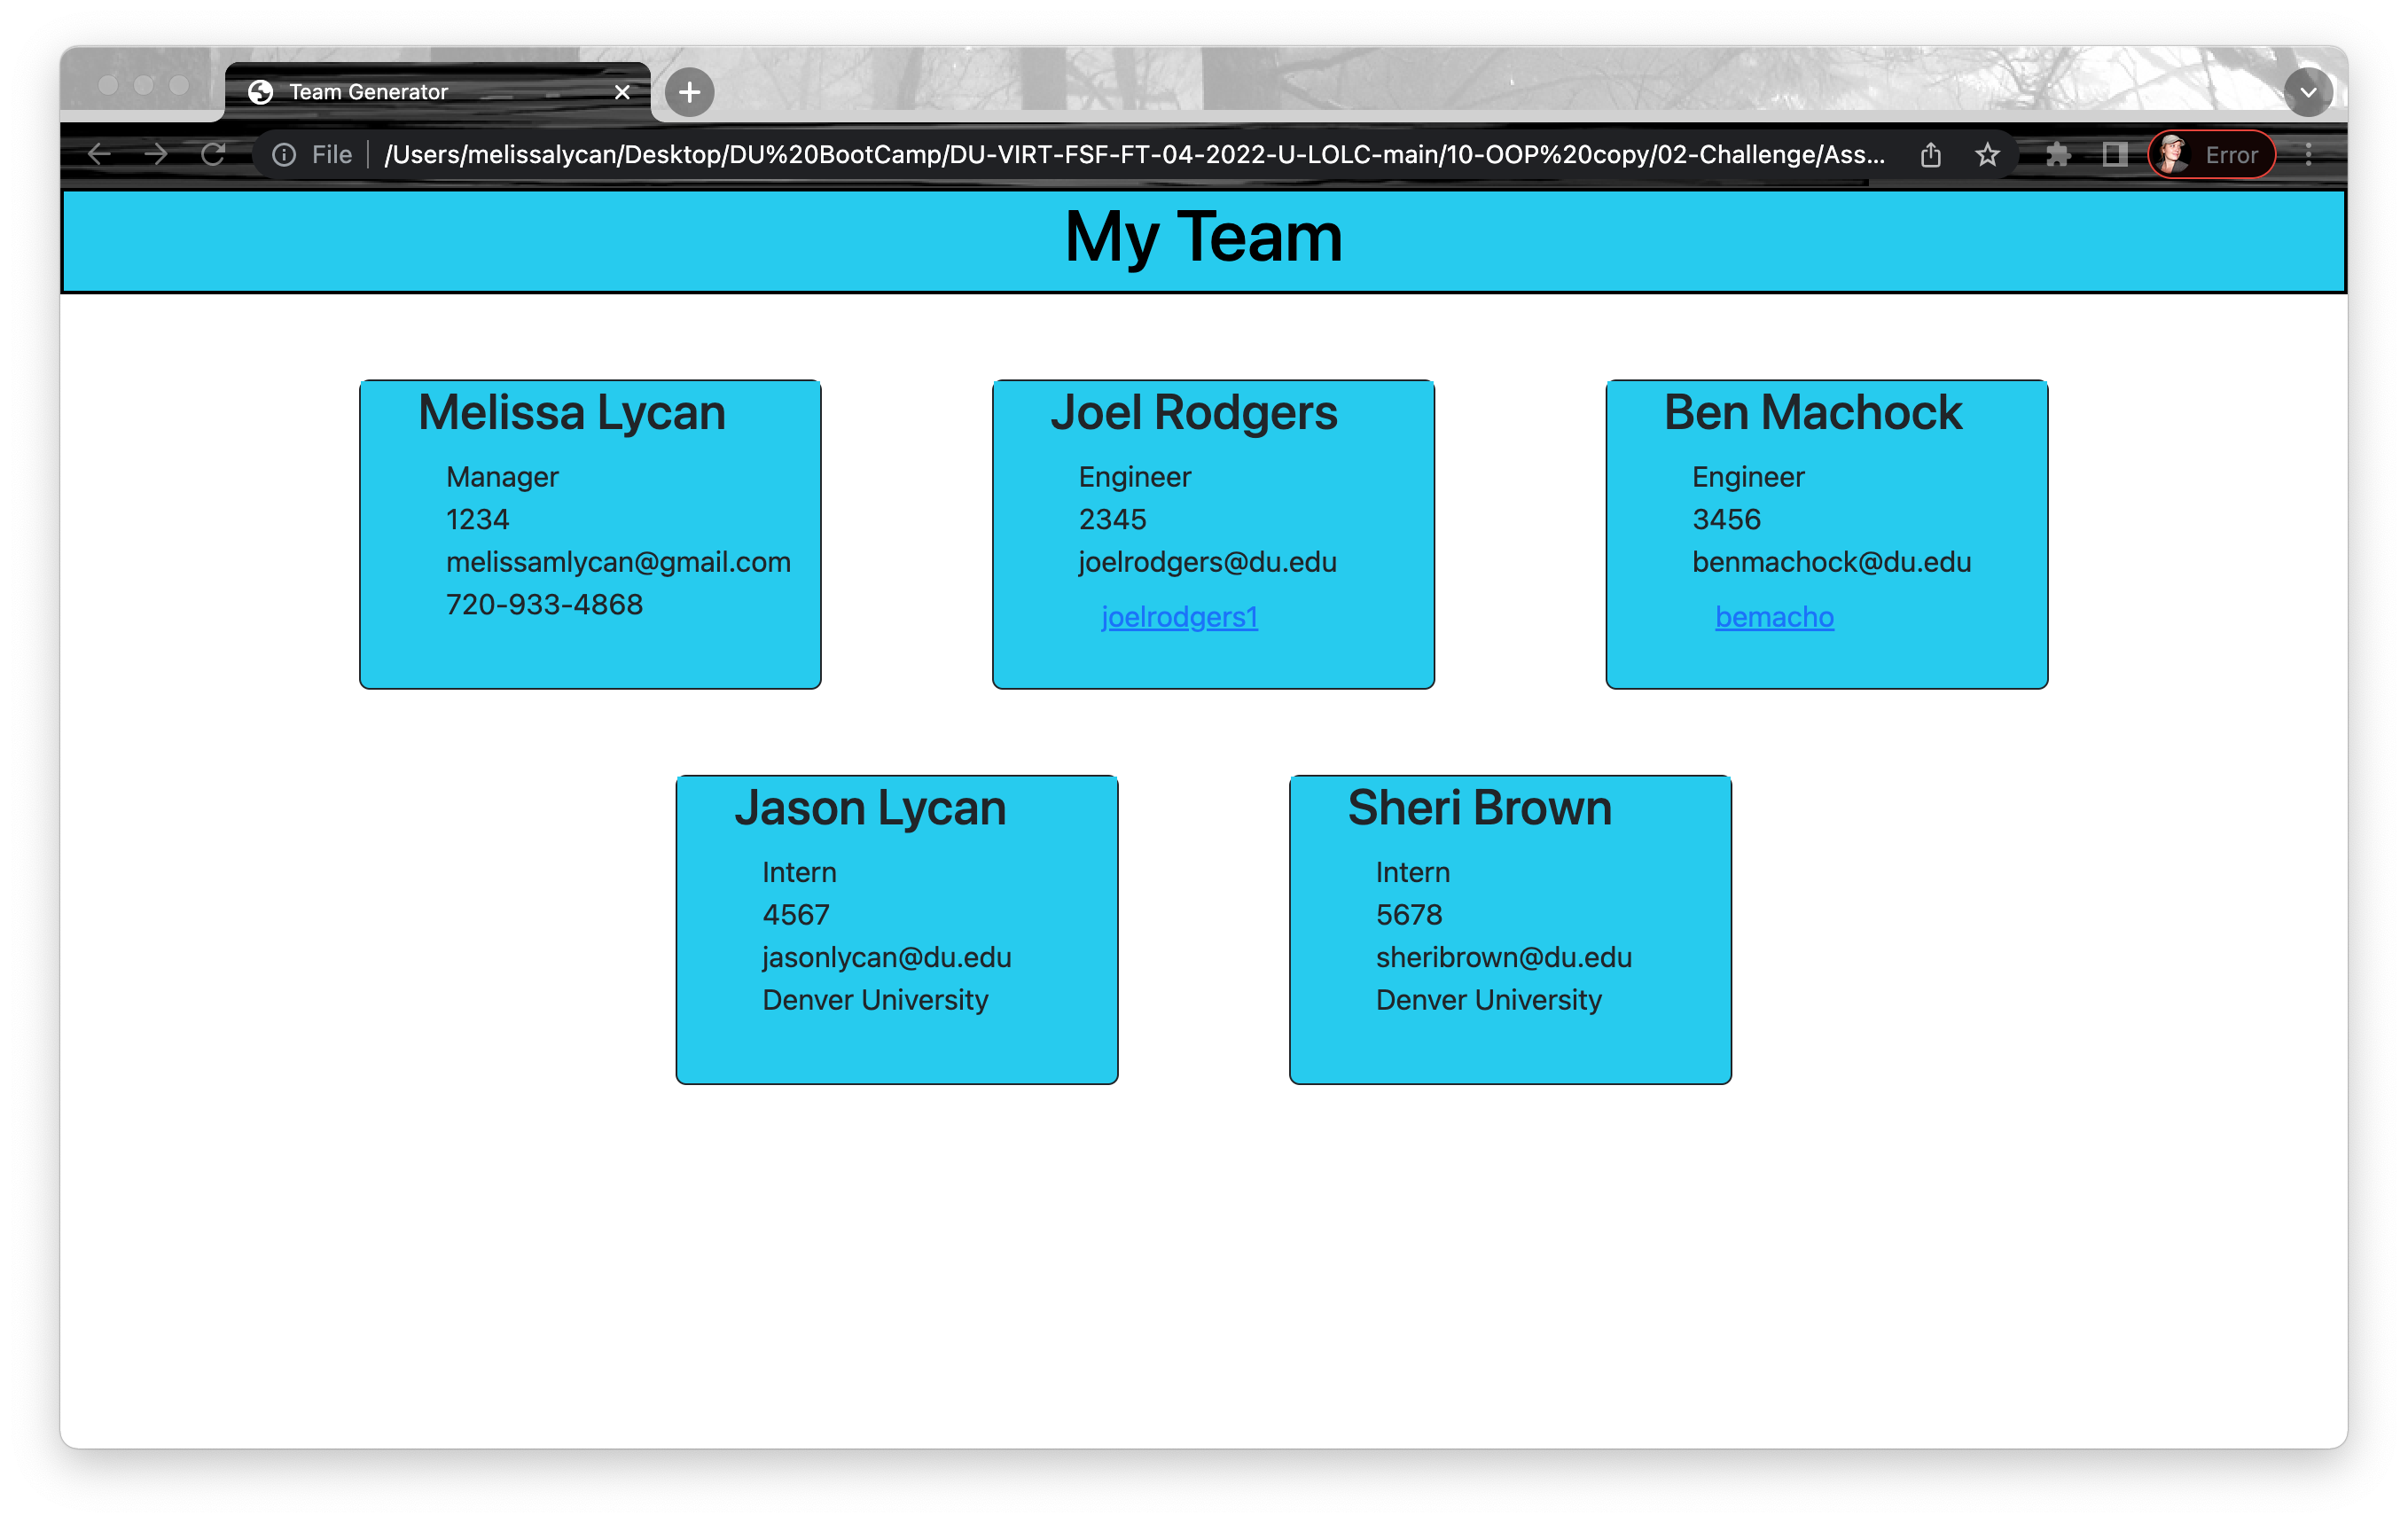 Team Generator
File
/Users/melissalycan/Desktop/DU%20BootCamp/DU-VIRT-FSF-FT-04-2022-U-LOLC-main/10-OOP%20copy/02-Challenge/Ass...
Error
My Team
Melissa Lycan
Manager
1234
melissamlycan@gmail.com
720-933-4868
Joel Rodgers
Engineer
2345
joelrodgers@du.edu
joelrodgers1
Ben Machock
Engineer
3456
benmachock@du.edu
bemacho
Jason Lycan
Intern
4567
jasonlycan@du.edu
Denver University
Sheri Brown
Intern
5678
sheribrown@du.edu
Denver University